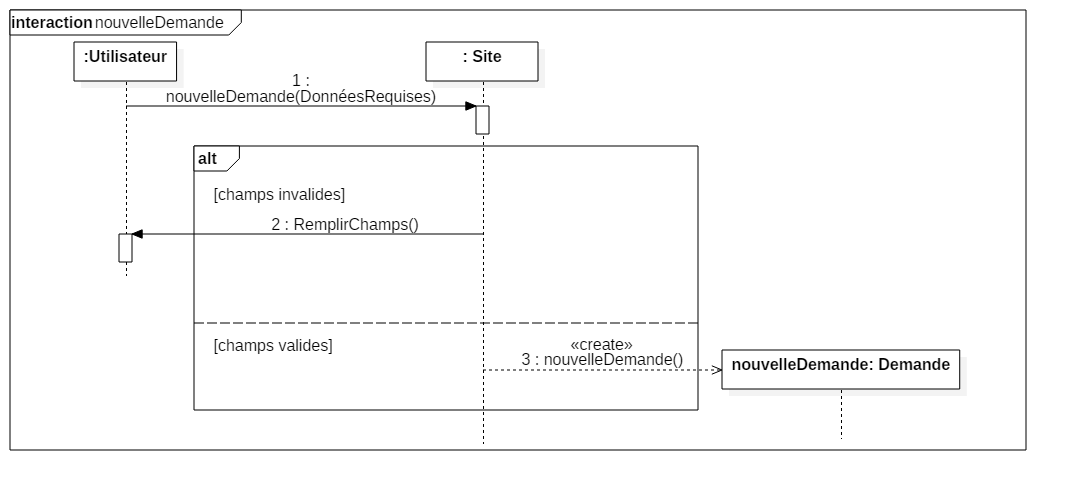 interaction nouvelleDemande
:Utilisateur
: Site
1 :
nouvelleDemande(DonnéesRequises)
alt
[champs invalides]
2 : RemplirChamps()
[champs valides]
«create»
3 : nouvelleDemande()
nouvelleDemande: Demande